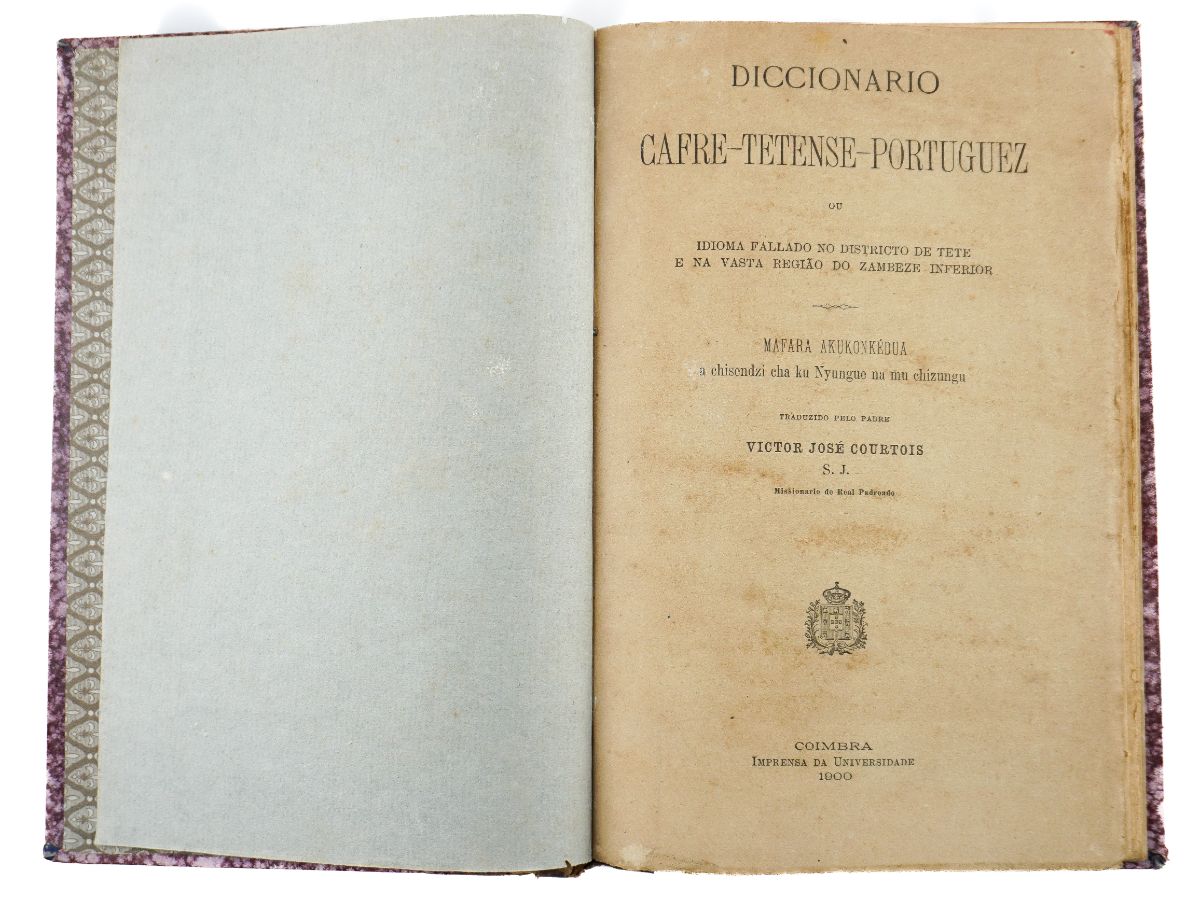 DICCIONARIO
CAFRE-TETENSE-PORTUGUEZ
OU
IDIOMA FALLADO NO DISTRICTO DE TETE
E NA VASTA REGIÃO DO ZAMBEZE INFERIOR
MAFARA AKUKONKÉDUA
a chisendzi cha ku Nyungue na mu chizungu
TRADUZIDO PELO PADRE
VICTOR JOSÉ COURTOIS
S. J.
Missionario do Real Padroado
COIMBRA
IMPRENSA DA UNIVERSIDADE
1900